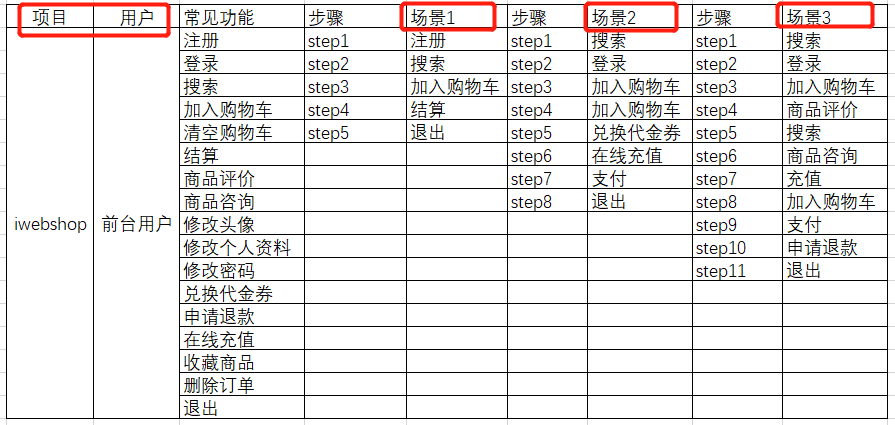 项目 用户 常见功能 步骤 场景1 步骤 场景2 步骤 场景3
注册 step1 注册 step1 搜索 step1 搜索
登录 step2 搜索 step2 登录 step2 登录
搜索 step3 加入购物车 step3 加入购物车 step3 加入购物车
加入购物车 step4 结算 step4 加入购物车 step4 商品评价
清空购物车 step5 退出 step5 兑换代金券 step5 搜索
结算 step6 在线充值 step6 商品咨询
商品评价 step7 支付 step7 充值
商品咨询 step8 退出 step8 加入购物车
iwebshop 前台用户 修改头像 step9 支付
修改个人资料 step10 申请退款
修改密码 step11 退出
兑换代金券
申请退款
在线充值
收藏商品
删除订单
退出